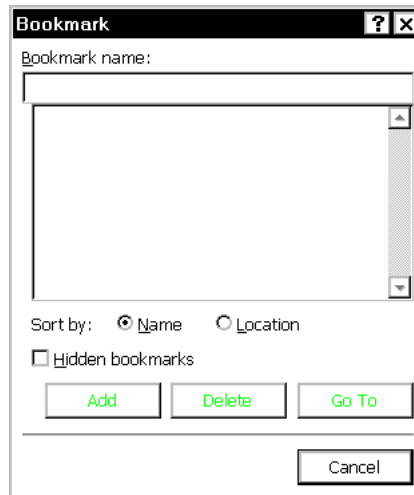 Bookmark
Bookmark name:
Sort by: Name Location
Hidden bookmarks
Add Delete Go To
Cancel